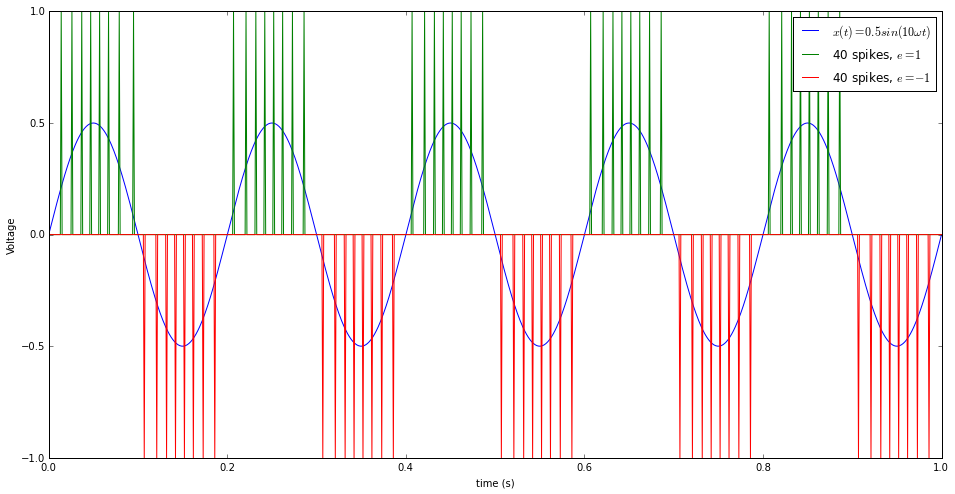 1.0
0.5
0.0
−0.5
−1.0
Voltage
0.0 0.2 0.4 0.6 0.8 1.0
time (s)
x(t)=0.5sin(10ωt)
40 spikes, e=1
40 spikes, e=−1